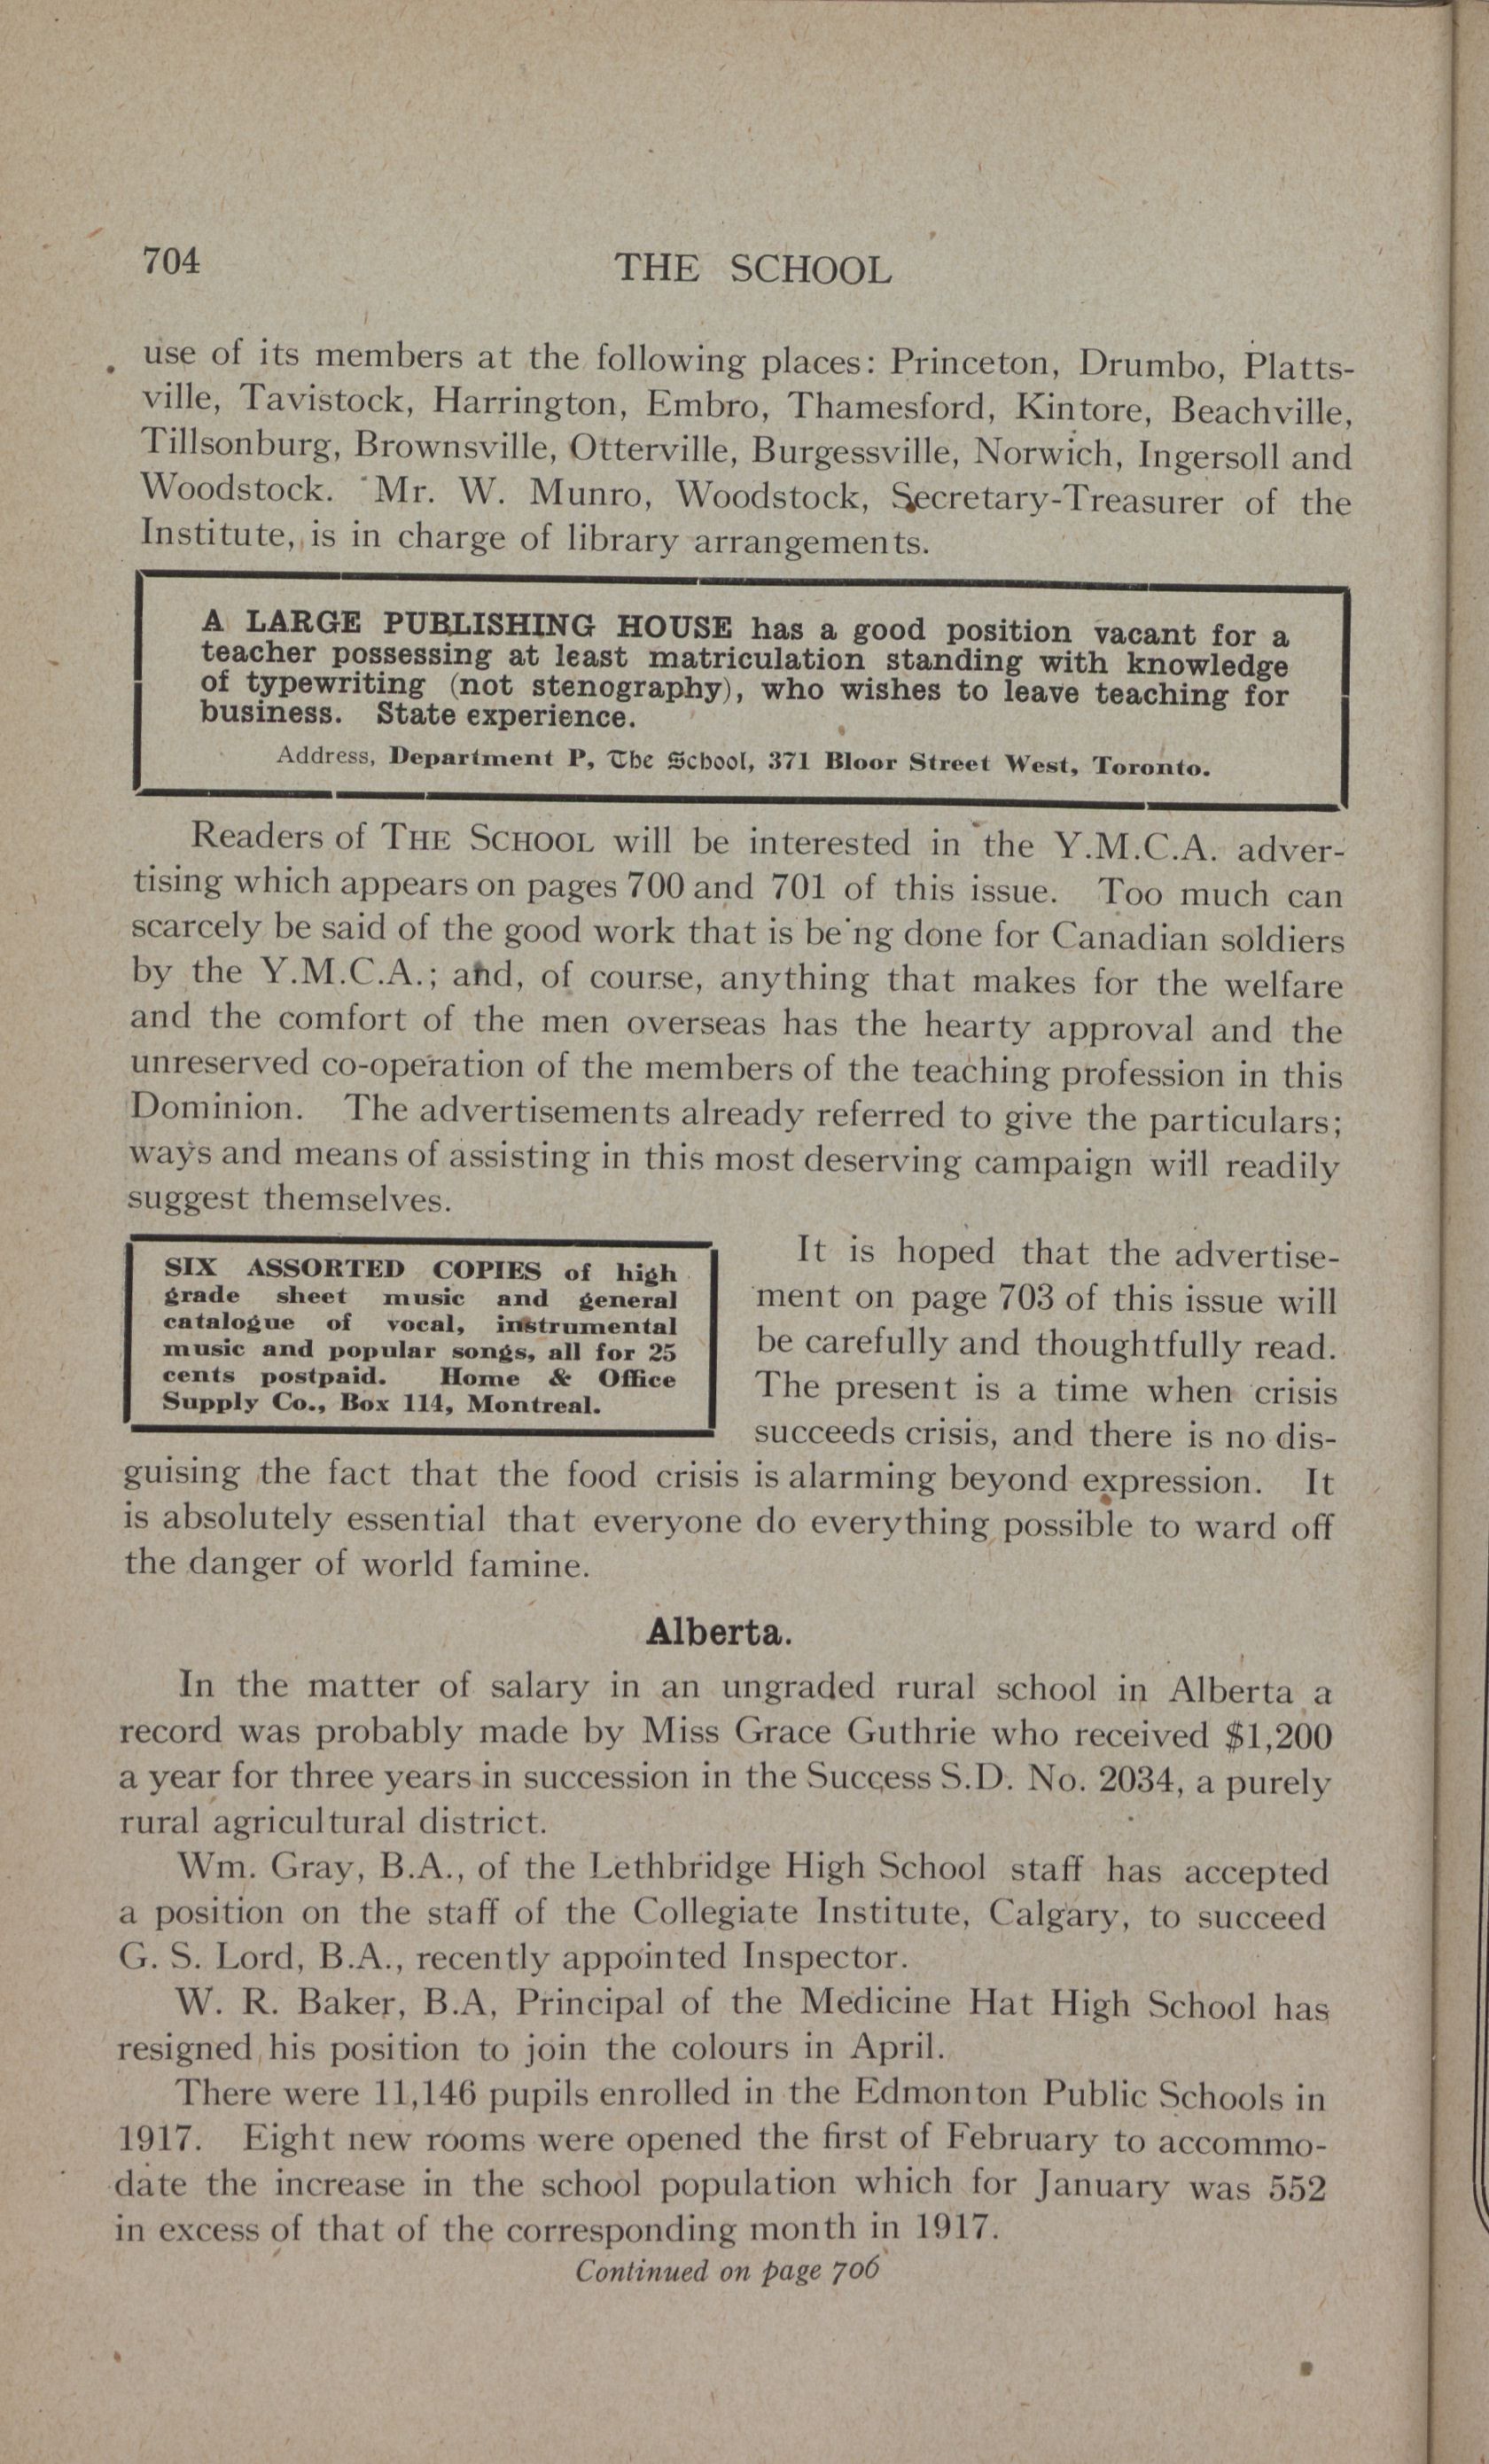 704
THE SCHOOL
use of its members at the following places: Princeton, Drumbo, Platts-
ville, Tavistock, Harrington, Embro, Thamesford, Kintore, Beachville,
Tillsonburg, Brownsville, Otterville, Burgessville, Norwich, Ingersoll and
Woodstock. Mr. W. Munro, Woodstock, Secretary-Treasurer of the
Institute, is in charge of library arrangements.
A LARGE PUBLISHING HOUSE has a good position vacant for a
teacher possessing at least matriculation standing with knowledge
of typewriting (not stenography), who wishes to leave teaching for
business. State experience.
Address, Department P, The School, 371 Bloor Street West, Toronto.
Readers of THE SCHOOL will be interested in the Y.M.C.A. adver-
tising which appears on pages 700 and 701 of this issue. Too much can
scarcely be said of the good work that is be ng done for Canadian soldiers
by the Y.M.C.A.; and, of course, anything that makes for the welfare
and the comfort of the men overseas has the hearty approval and the
unreserved co-operation of the members of the teaching profession in this
Dominion. The advertisements already referred to give the particulars;
ways and means of assisting in this most deserving campaign will readily
suggest themselves.
SIX ASSORTED COPIES of high
grade sheet music and general
catalogue of vocal, instrumental
music and popular songs, all for 25
cents postpaid. Home & Office
Supply Co., Box 114, Montreal.
It is hoped that the advertise-
ment on page 703 of this issue will
be carefully and thoughtfully read.
The present is a time when crisis
succeeds crisis, and there is no dis-
guising the fact that the food crisis is alarming beyond expression. It
is absolutely essential that everyone do everything possible to ward off
the danger of world famine.
Alberta.
In the matter of salary in an ungraded rural school in Alberta a
record was probably made by Miss Grace Guthrie who received $1,200
a year for three years in succession in the Success S.D. No. 2034, a purely
rural agricultural district.
Wm. Gray, B.A., of the Lethbridge High School staff has accepted
a position on the staff of the Collegiate Institute, Calgary, to succeed
G. S. Lord, B.A., recently appointed Inspector.
W. R. Baker, B.A, Principal of the Medicine Hat High School has
resigned his position to join the colours in April.
There were 11,146 pupils enrolled in the Edmonton Public Schools in
1917. Eight new rooms were opened the first of February to accommo-
date the increase in the school population which for January was 552
in excess of that of the corresponding month in 1917.
Continued on page 706